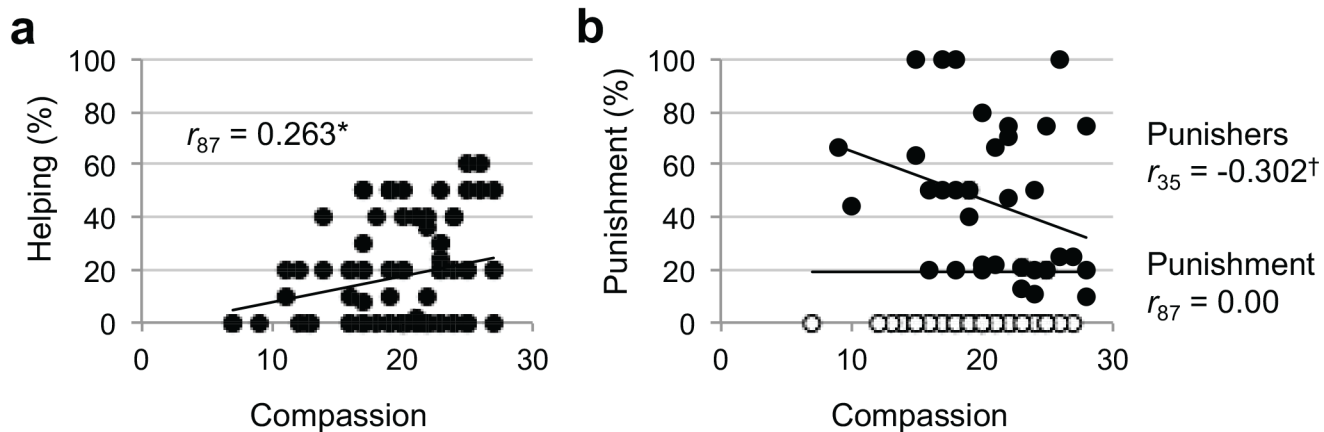 a
Helping (%)
100
80
60
40
20
0
r87 = 0.263*
0 10 20 30
Compassion
b
Punishment (%)
100
80
60
40
20
0
0 10 20 30
Compassion
Punishers
r35 = -0.302†
Punishment
r87 = 0.00